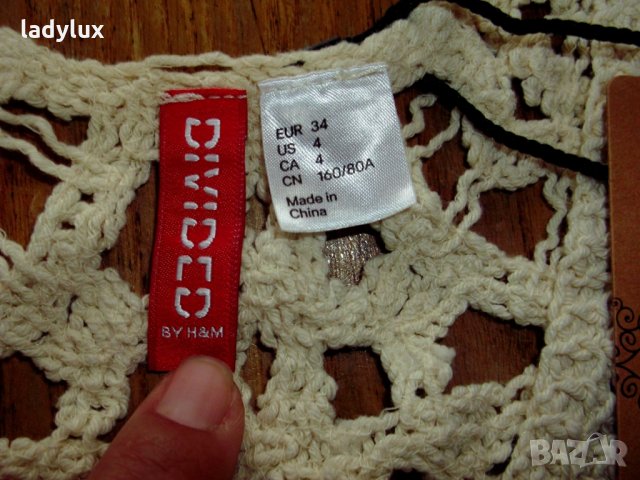 ladylux
DIVIDED
BY H&M
EUR 34
US 4
CA 4
CN 160/80A
Made in
China
BAZAR